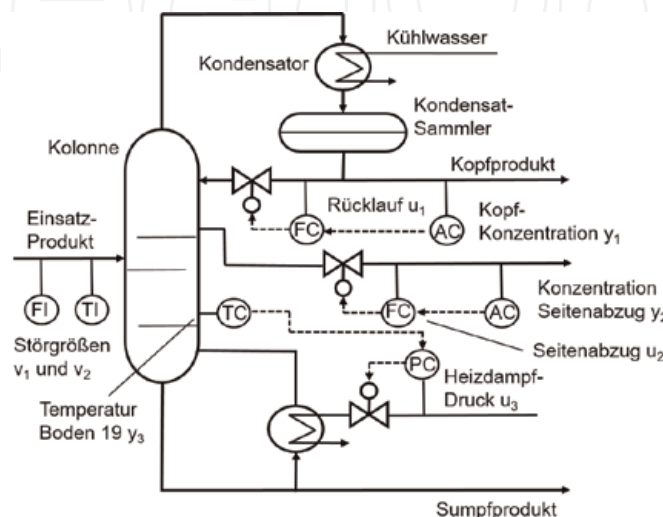 Kühlwasser
Kondensator
Kondensat-
Sammler
Kolonne
Kopfprodukt
Rücklauf u1
FC
AC
Kopf-
Konzentration y1
Einsatz-
Produkt
FI
TI
Störgrößen
v1 und v2
TC
FC
AC
Konzentration
Seitenabzug y2
Seitenabzug u2
PC
Heizdampf-
Druck u3
Temperatur
Boden 19 y3
Sumpfprodukt